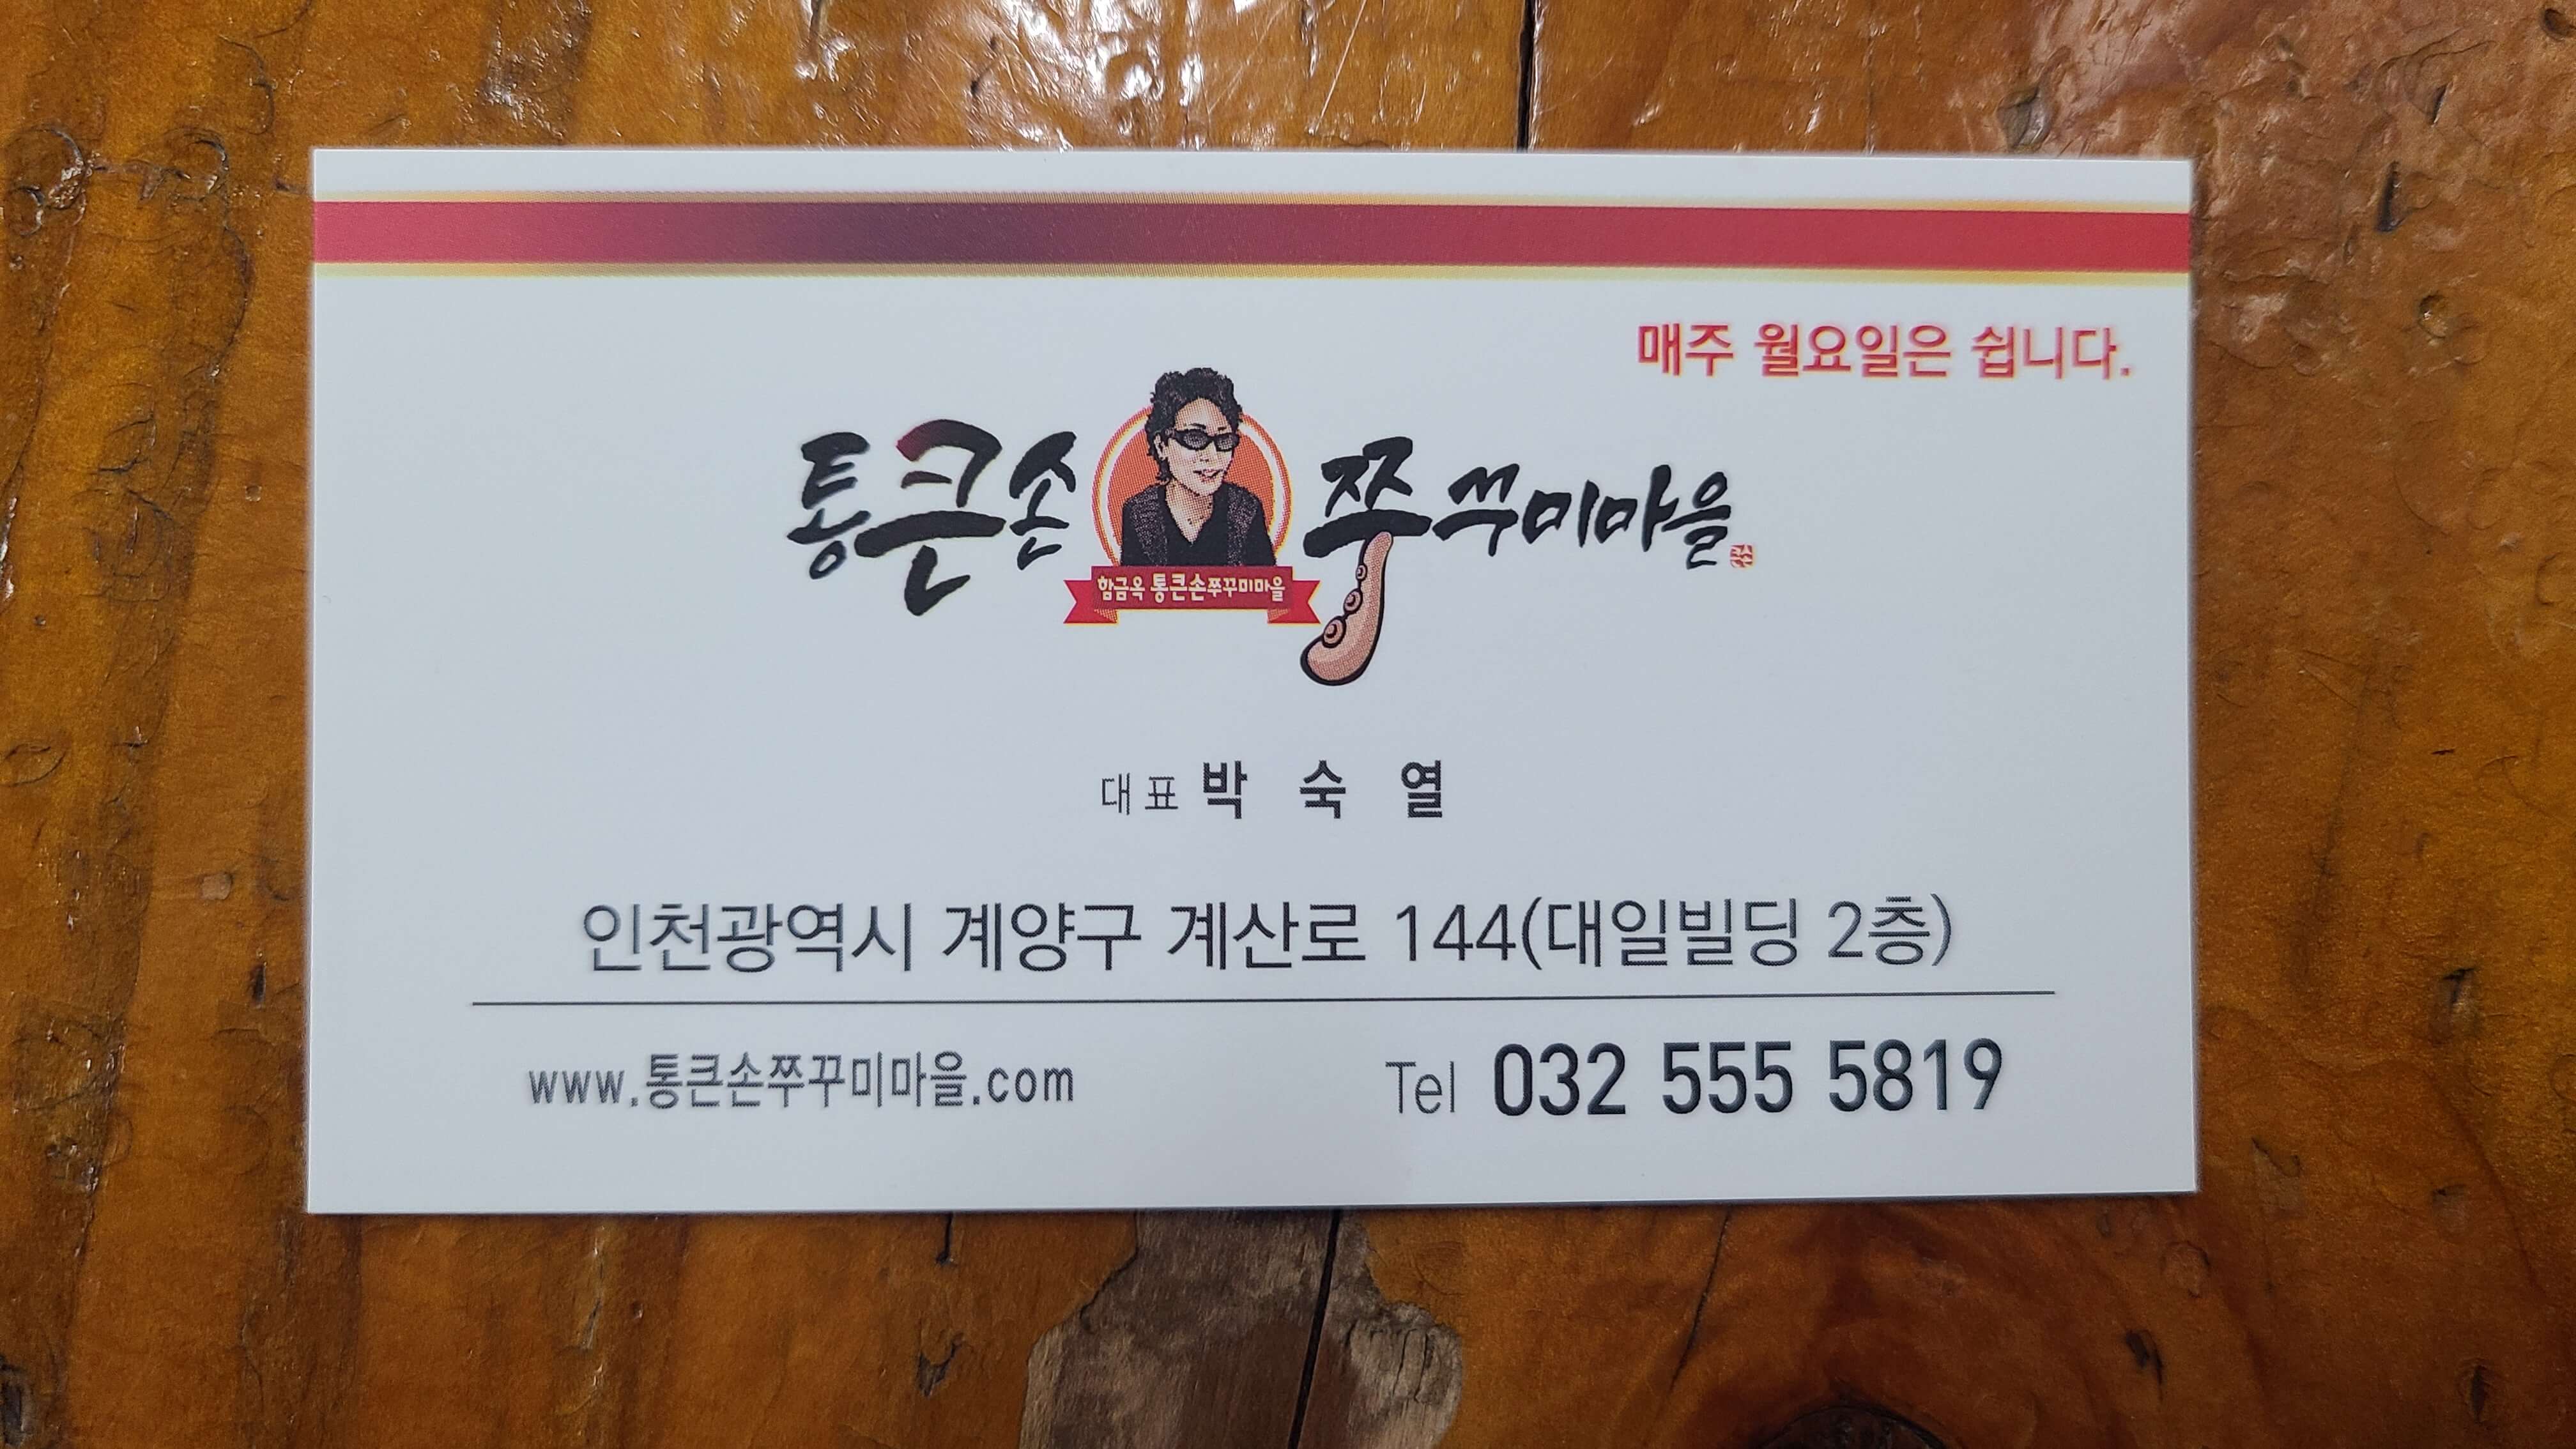 매주 월요일은 쉽니다.
통큰손 쭈꾸미마을
함금옥 통큰손쭈꾸미마을
대표 박 숙 열
인천광역시 계양구 계산로 144(대일빌딩 2층)
www.통큰손쭈꾸미마을.com
Tel 032 555 5819